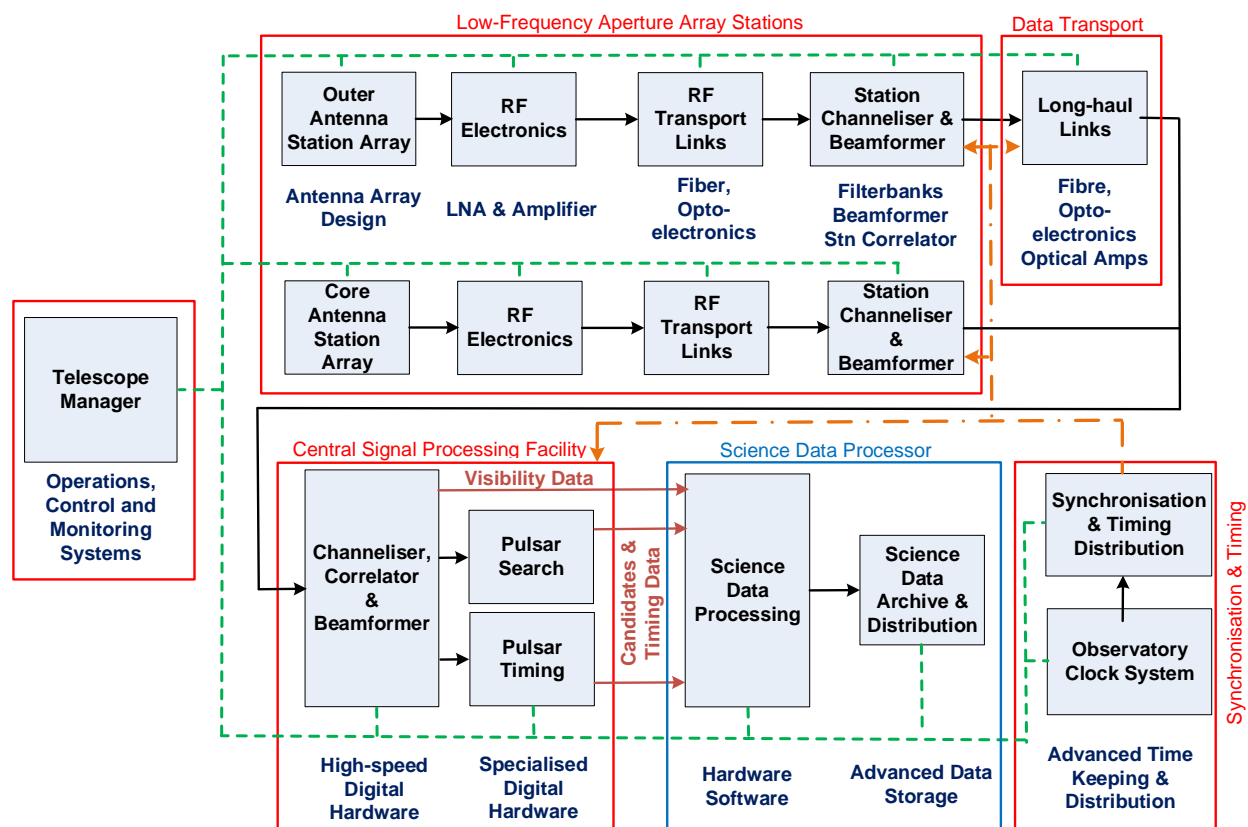 Low-Frequency Aperture Array Stations
Data Transport
Outer
Antenna
Station Array
RF
Electronics
RF
Transport
Links
Station
Channeliser &
Beamformer
Long-haul
Links
Antenna Array
Design
LNA & Amplifier
Fiber,
Opto-
electronics
Filterbanks
Beamformer
Stn Correlator
Fibre,
Opto-
electronics
Optical Amps
Core
Antenna
Station
Array
RF
Electronics
RF
Transport
Links
Station
Channeliser
&
Beamformer
Telescope
Manager
Operations,
Control and
Monitoring
Systems
Central Signal Processing Facility
Science Data Processor
Visibility Data
Channeliser,
Correlator
&
Beamformer
Pulsar
Search
Pulsar
Timing
Candidates &
Timing Data
Science
Data
Processing
Science
Data
Archive &
Distribution
Synchronisation
& Timing
Distribution
Observatory
Clock System
Synchronisation & Timing
High-speed
Digital
Hardware
Specialised
Digital
Hardware
Hardware
Software
Advanced Data
Storage
Advanced Time
Keeping &
Distribution